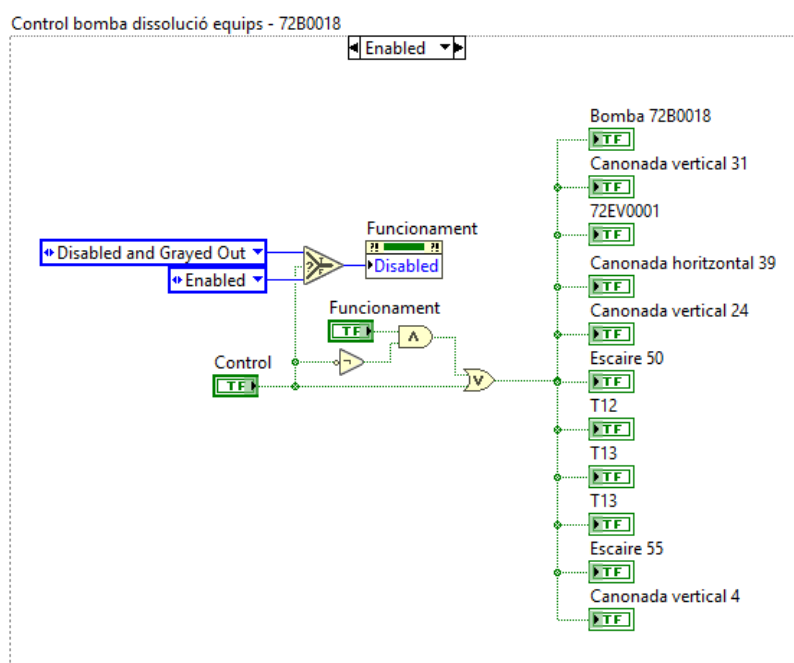 Control bomba dissolució equips - 72B0018
Enabled
Bomba 72B0018
TF
Canonada vertical 31
TF
72EV0001
TF
Funcionament
Disabled and Grayed Out
?! ?!
Disabled
T
? F
Enabled
Canonada horitzontal 39
TF
Funcionament
TF
Λ
Canonada vertical 24
TF
Control
TF
¬
V
Escaire 50
TF
T12
TF
T13
TF
T13
TF
Escaire 55
TF
Canonada vertical 4
TF